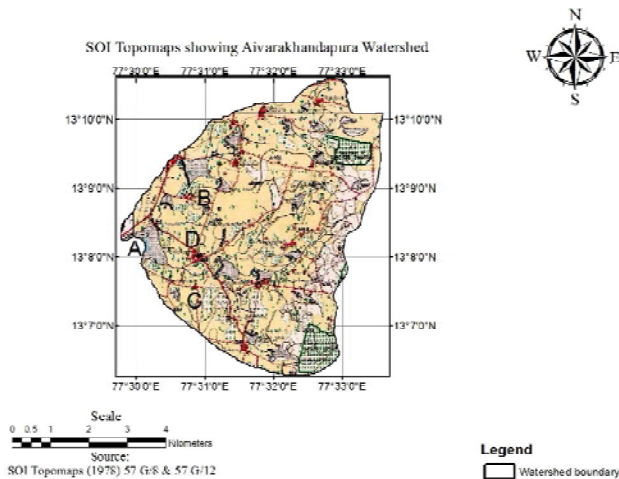 N
W E
S
SOI Topomaps showing Aivarakhandapura Watershed
77°30'0"E 77°31'0"E 77°32'0"E 77°33'0"E
13°10'0"N 13°10'0"N
13°9'0"N 13°9'0"N
B
D
A
13°8'0"N 13°8'0"N
C
13°7'0"N 13°7'0"N
77°30'0"E 77°31'0"E 77°32'0"E 77°33'0"E
Scale
0 0.5 1 2 3 4
Kilometers
Source:
SOI Topomaps (1978) 57 G/8 & 57 G/12
Legend
Watershed boundary